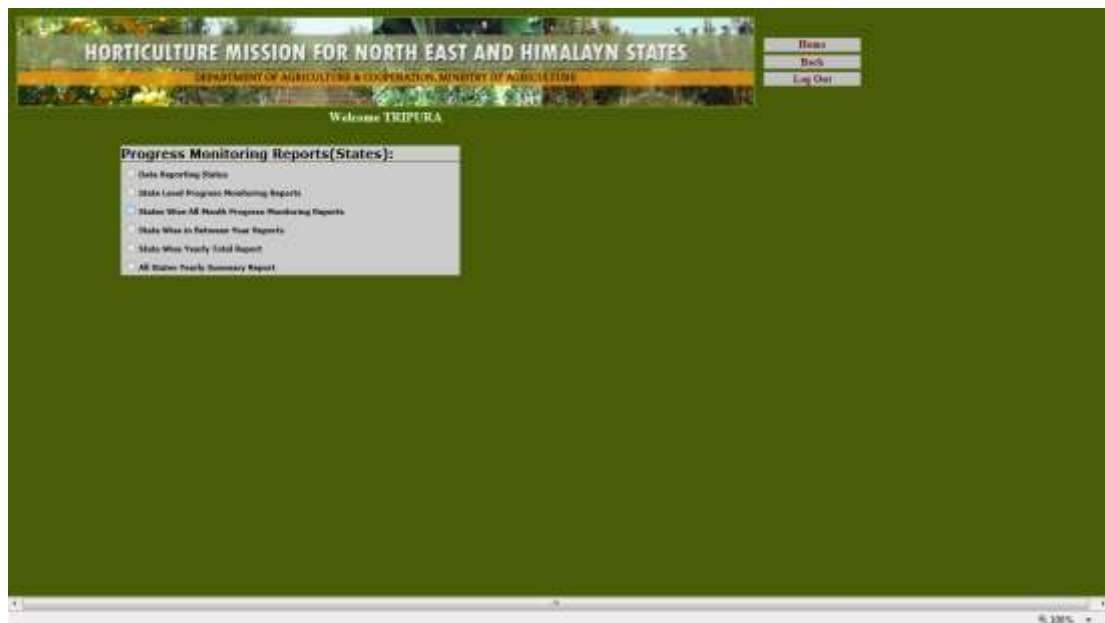 HORTICULTURE MISSION FOR NORTH EAST AND HIMALAYN STATES
DEPARTMENT OF AGRICULTURE & COOPERATION, MINISTRY OF AGRICULTURE
Home
Back
Log Out
Welcome TRIPURA
Progress Monitoring Reports(States):
Data Reporting Status
State Level Progress Monitoring Reports
States Wise All Month Progress Monitoring Reports
State Wise in Between Year Reports
State Wise Yearly Total Report
All States Yearly Summary Report
100%